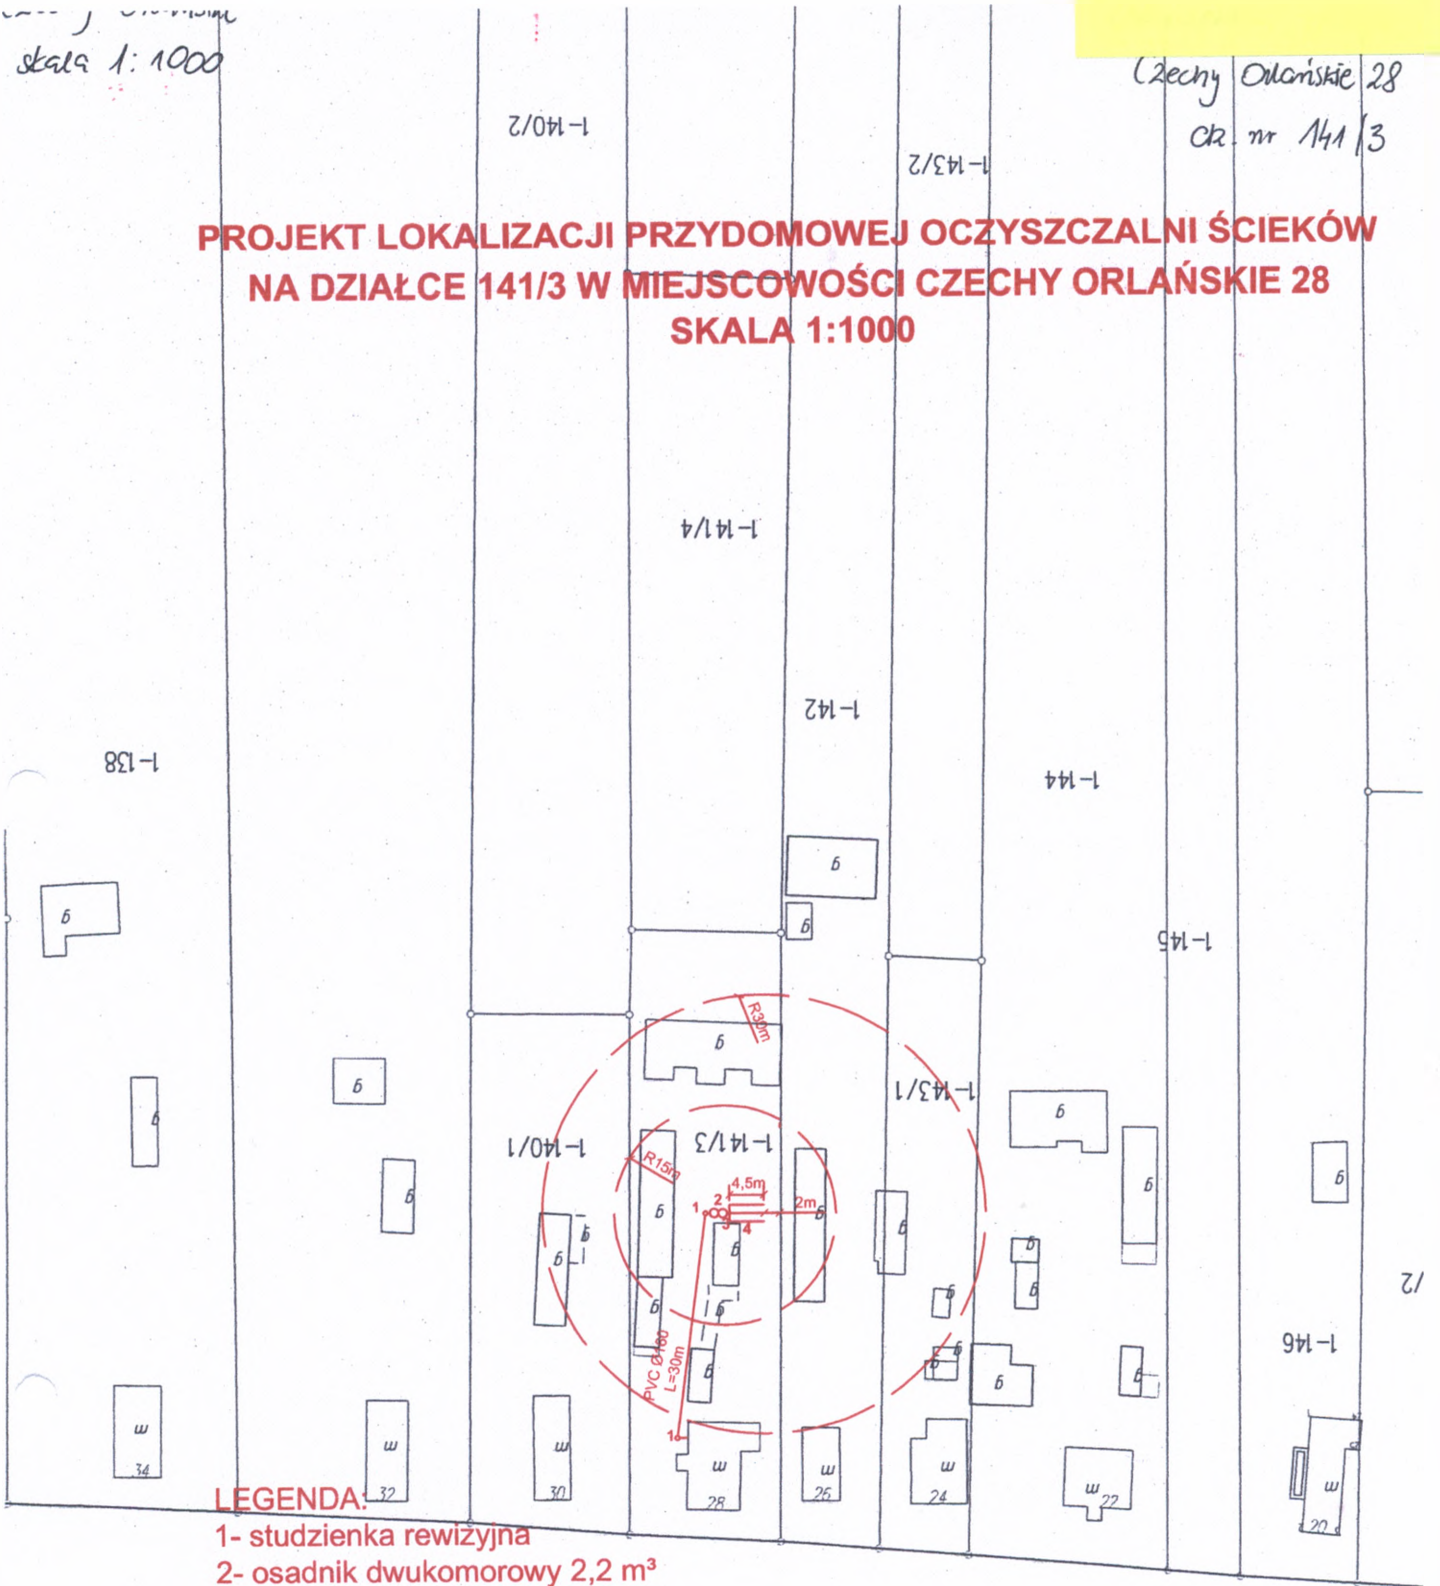 skala 1:1000
Czechy Orlańskie 28
dz. nr 141/3
1-140/2
1-143/2
PROJEKT LOKALIZACJI PRZYDOMOWEJ OCZYSZCZALNI ŚCIEKÓW
NA DZIAŁCE 141/3 W MIEJSCOWOŚCI CZECHY ORLAŃSKIE 28
SKALA 1:1000
1-141/4
1-142
1-138
1-144
g
g
g
1-145
R30m
g
g
1-143/1
g
g
1-140/1
1-141/3
R15m
g
g
g
4,5m
2
1
3
4
2m
g
g
g
g
g
g
g
g
g
g
g
/2
g
g
PVC Ø160
L=30m
g
g
g
g
g
1-146
1
m
34
m
32
m
30
m
28
m
26
m
24
m
22
m
20
LEGENDA:
1- studzienka rewizyjna
2- osadnik dwukomorowy 2,2 m³